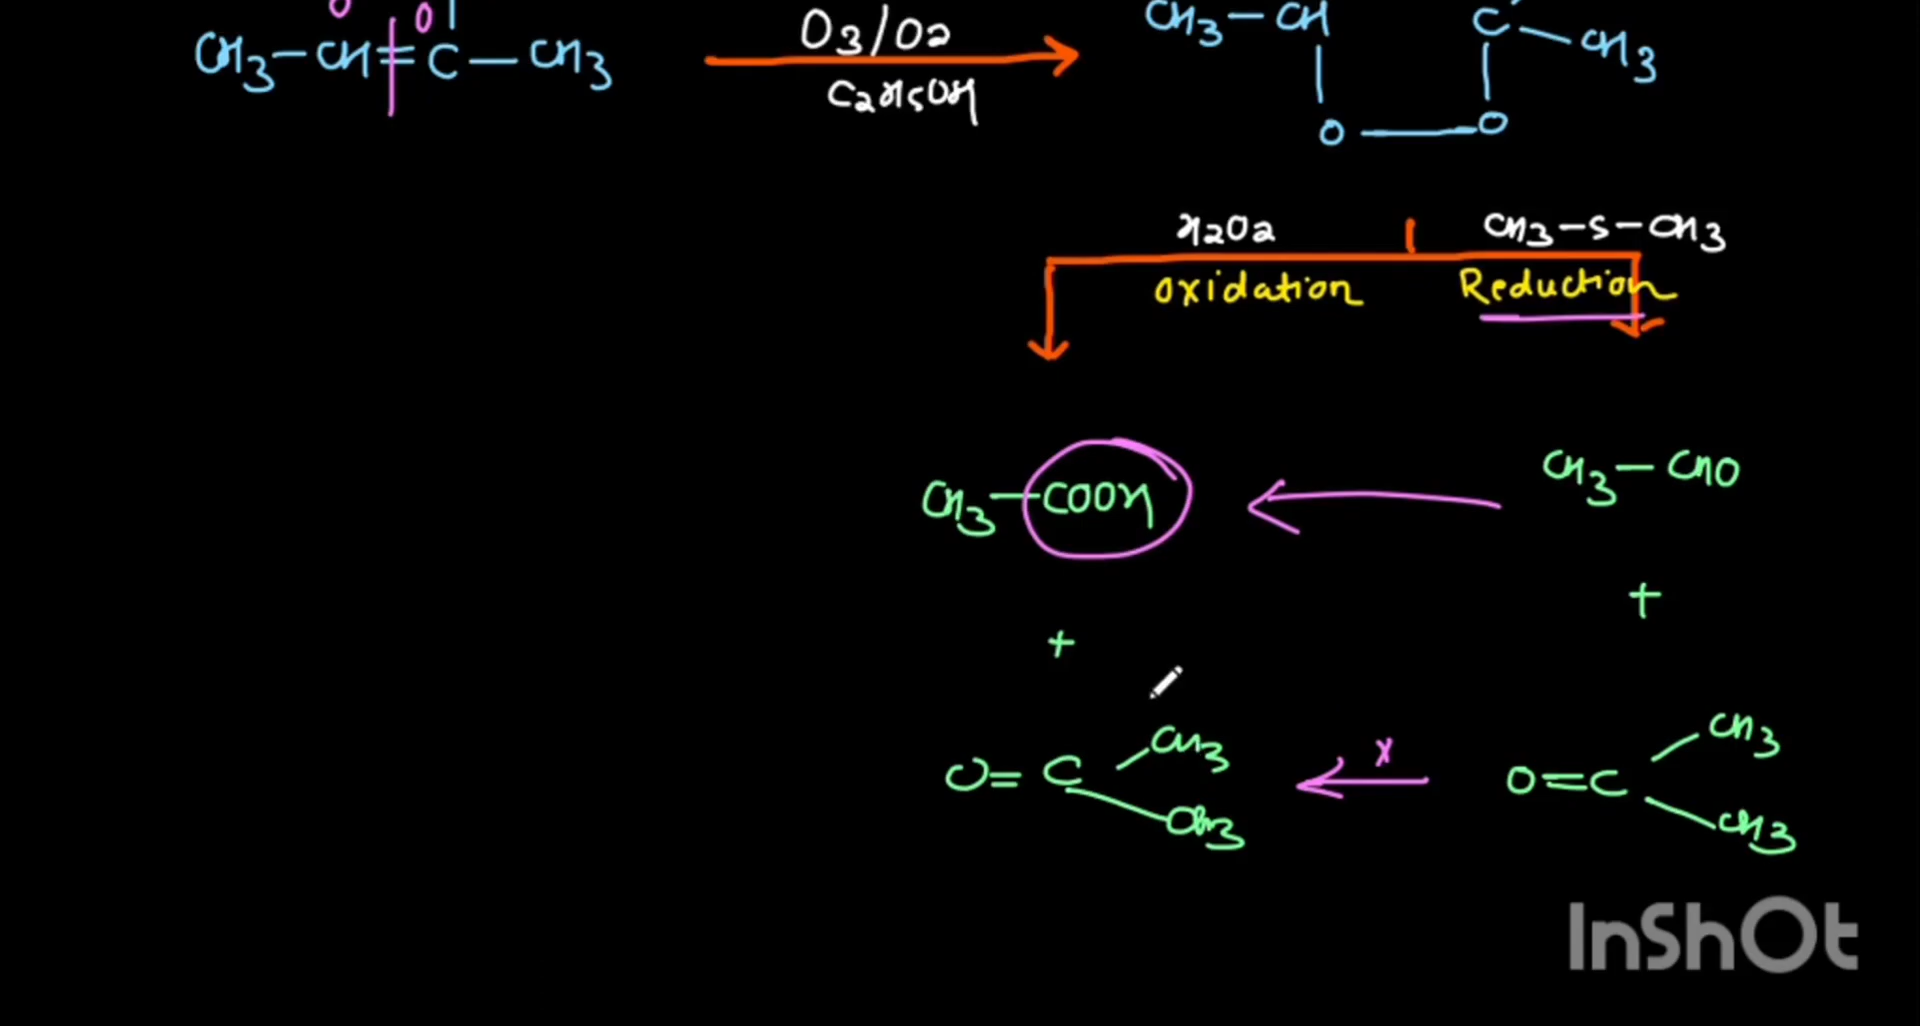 O O
CH3-CH=C-CH3 O3/O2 CH3-CH C-CH3
C2H5OH
O-O
H2O2 CH3-S-CH3
oxidation Reduction
CH3-COOH CH3-CHO
+ +
O=C CH3 X O=C CH3
CH3 CH3
InShOt